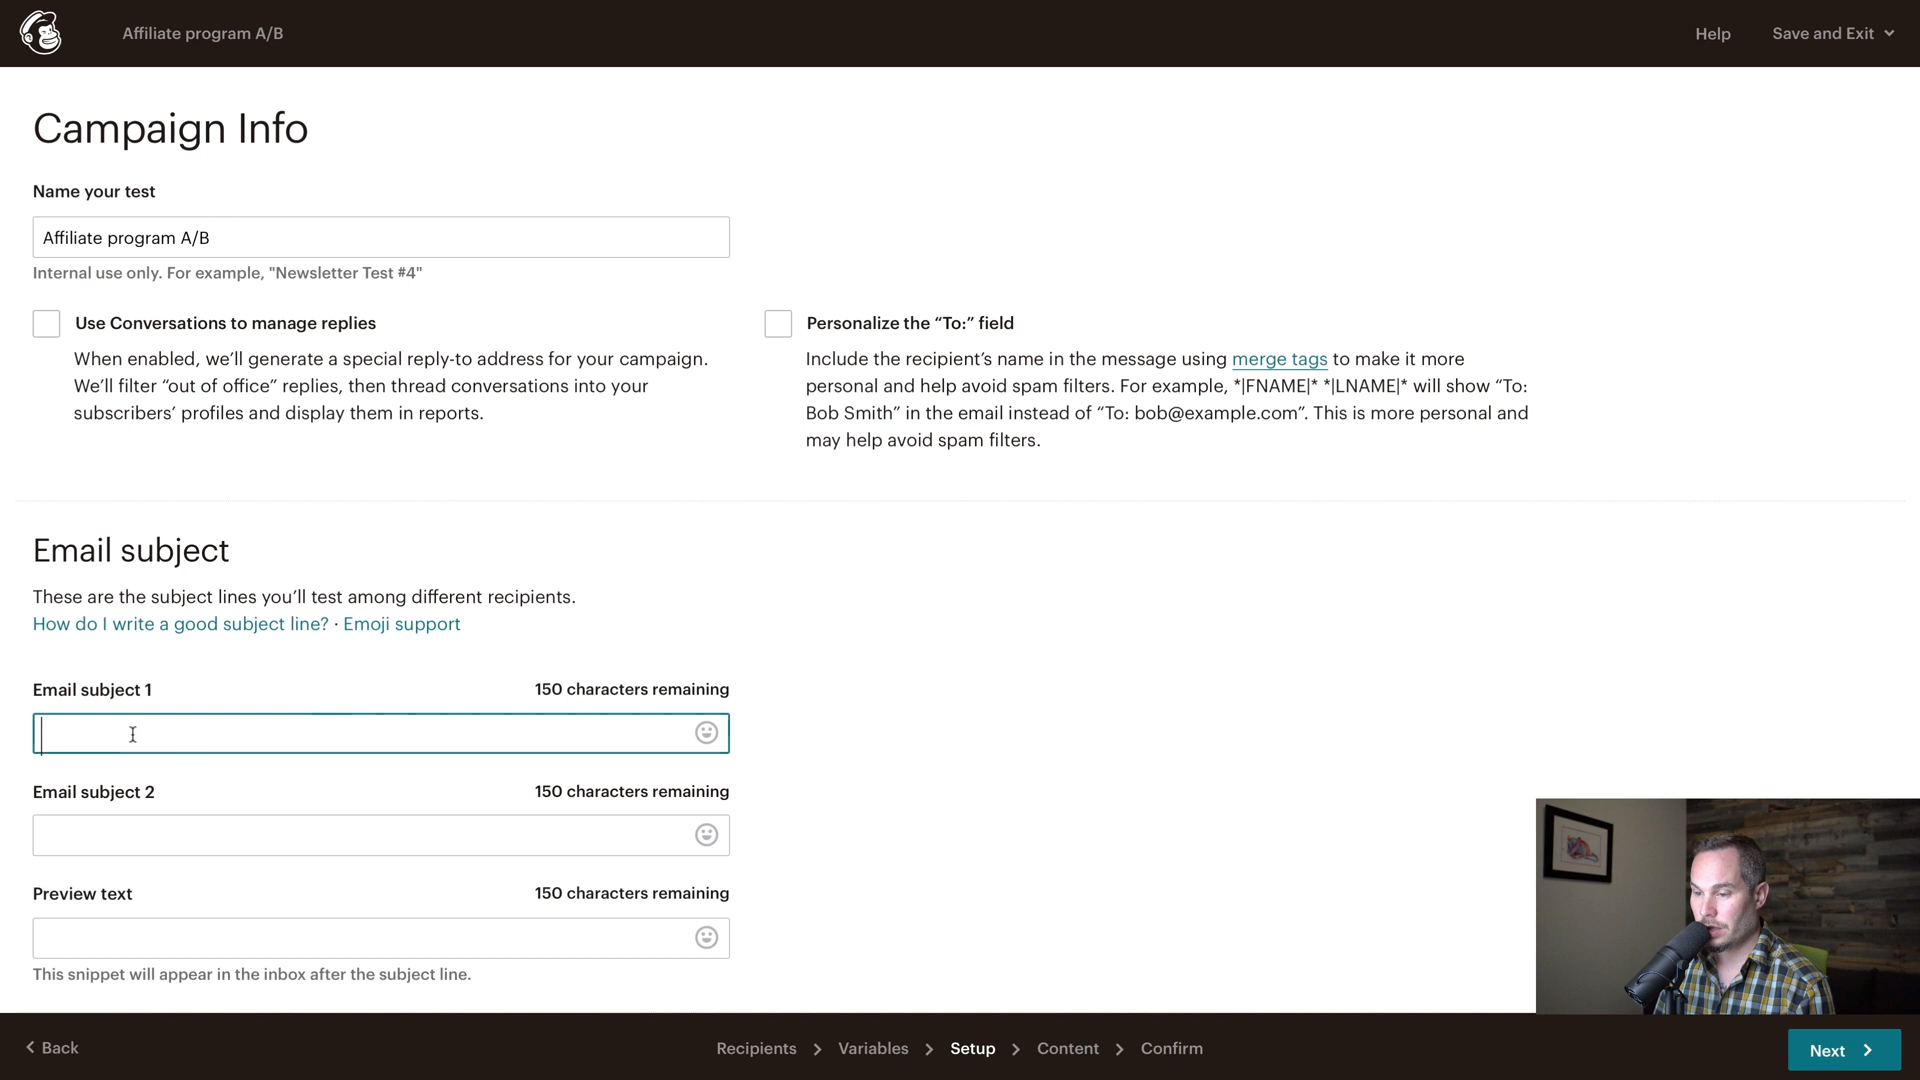 Affiliate program A/B
Help
Save and Exit
Campaign Info
Name your test
Affiliate program A/B
Internal use only. For example, "Newsletter Test #4"
Use Conversations to manage replies
When enabled, we’ll generate a special reply-to address for your campaign.
We’ll filter “out of office” replies, then thread conversations into your
subscribers’ profiles and display them in reports.
Personalize the “To:” field
Include the recipient’s name in the message using merge tags to make it more
personal and help avoid spam filters. For example, *|FNAME|* *|LNAME|* will show “To:
Bob Smith” in the email instead of “To: bob@example.com”. This is more personal and
may help avoid spam filters.
Email subject
These are the subject lines you’ll test among different recipients.
How do I write a good subject line? · Emoji support
Email subject 1
150 characters remaining
Email subject 2
150 characters remaining
Preview text
150 characters remaining
This snippet will appear in the inbox after the subject line.
Back
Recipients > Variables > Setup > Content > Confirm
Next